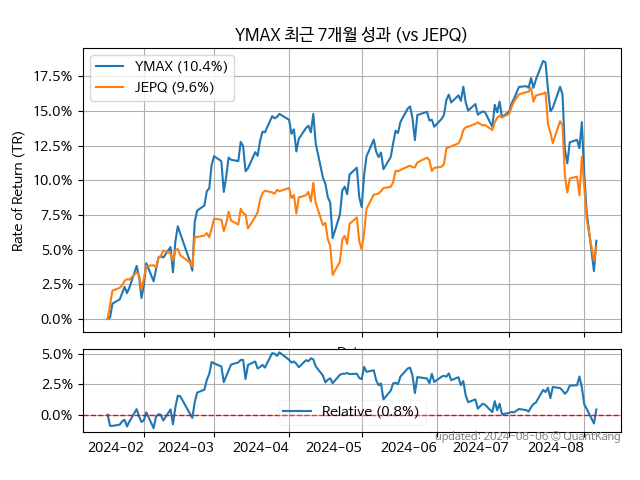 YMAX 최근 7개월 성과 (vs JEPQ)
YMAX (10.4%)
JEPQ (9.6%)
Rate of Return (TR)
17.5%
15.0%
12.5%
10.0%
7.5%
5.0%
2.5%
0.0%
5.0%
2.5%
0.0%
Relative (0.8%)
updated: 2024-08-06 © QuantKang
2024-02 2024-03 2024-04 2024-05 2024-06 2024-07 2024-08